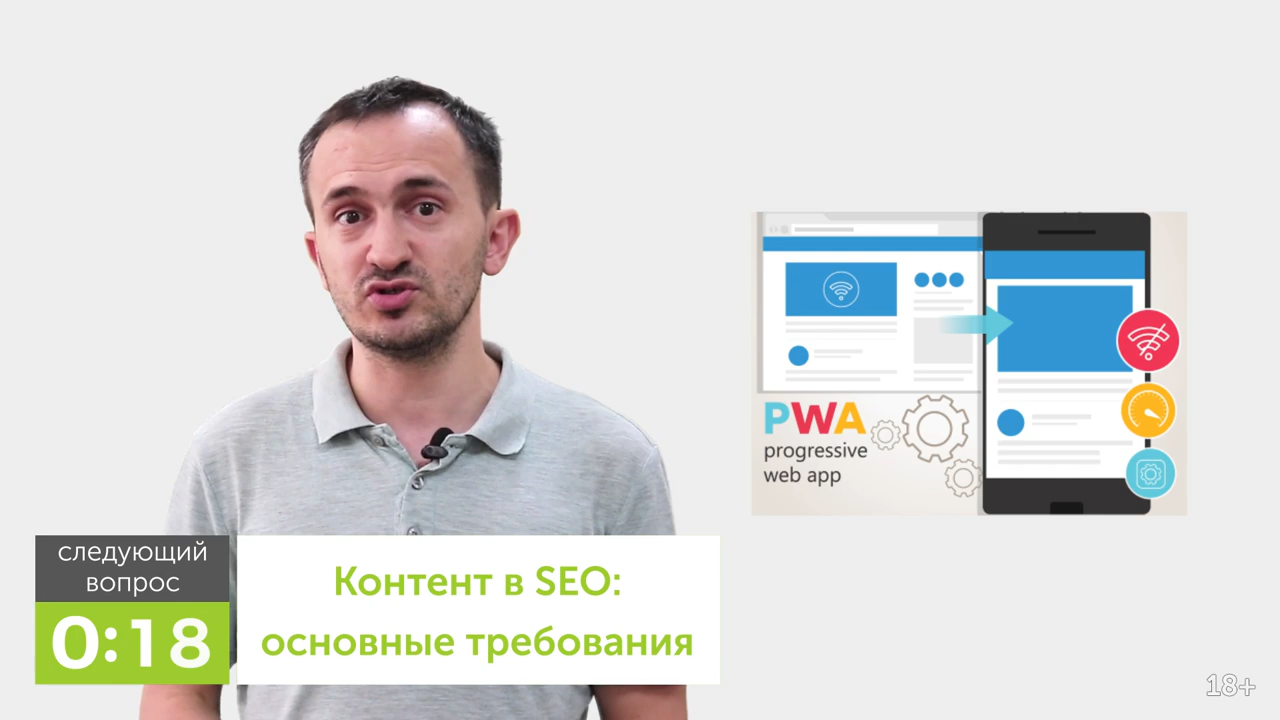 PWA
progressive
web app
следующий
вопрос
0:18
Контент в SEO:
основные требования
18+